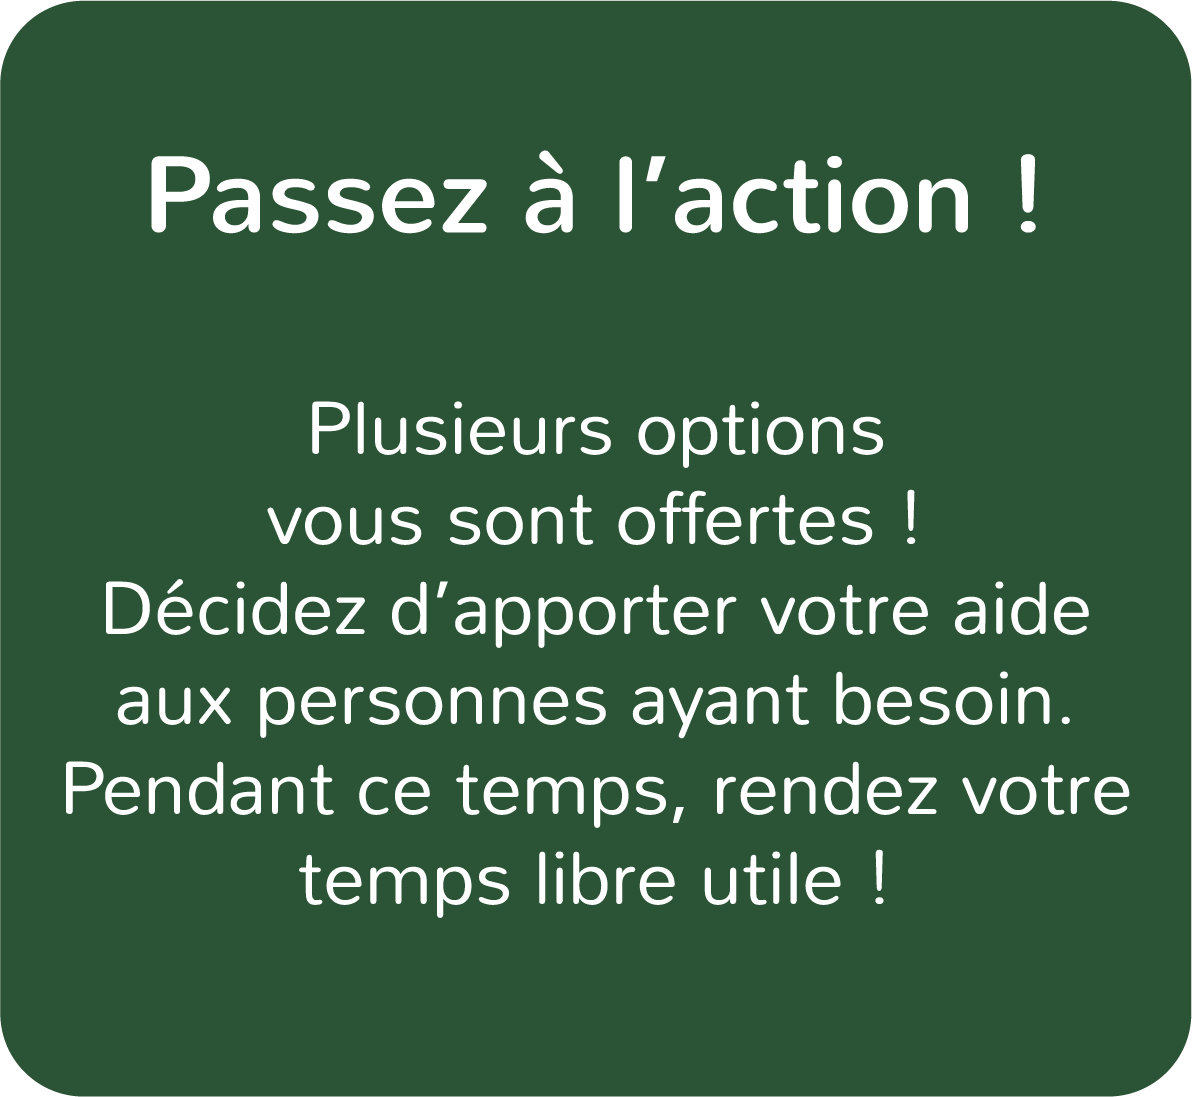 Passez à l’action !
Plusieurs options
vous sont offertes !
Décidez d’apporter votre aide
aux personnes ayant besoin.
Pendant ce temps, rendez votre
temps libre utile !